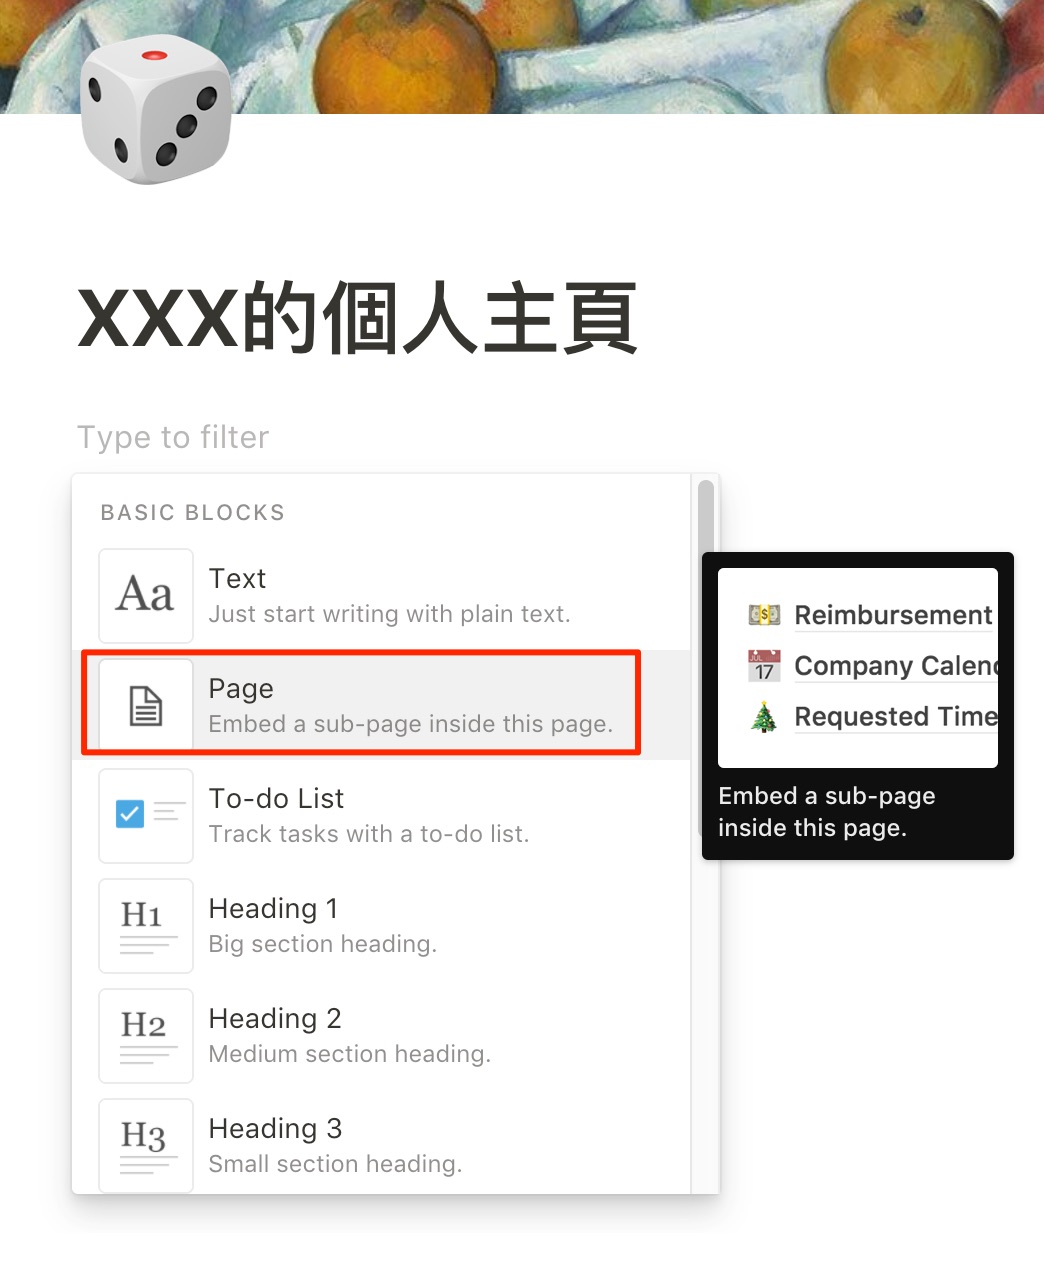 XXX的個人主頁
Type to filter
BASIC BLOCKS
Aa
Text
Just start writing with plain text.
Page
Embed a sub-page inside this page.
To-do List
Track tasks with a to-do list.
H1
Heading 1
Big section heading.
H2
Heading 2
Medium section heading.
H3
Heading 3
Small section heading.
Reimbursement
JUL
17
Company Calend
Requested Time
Embed a sub-page
inside this page.